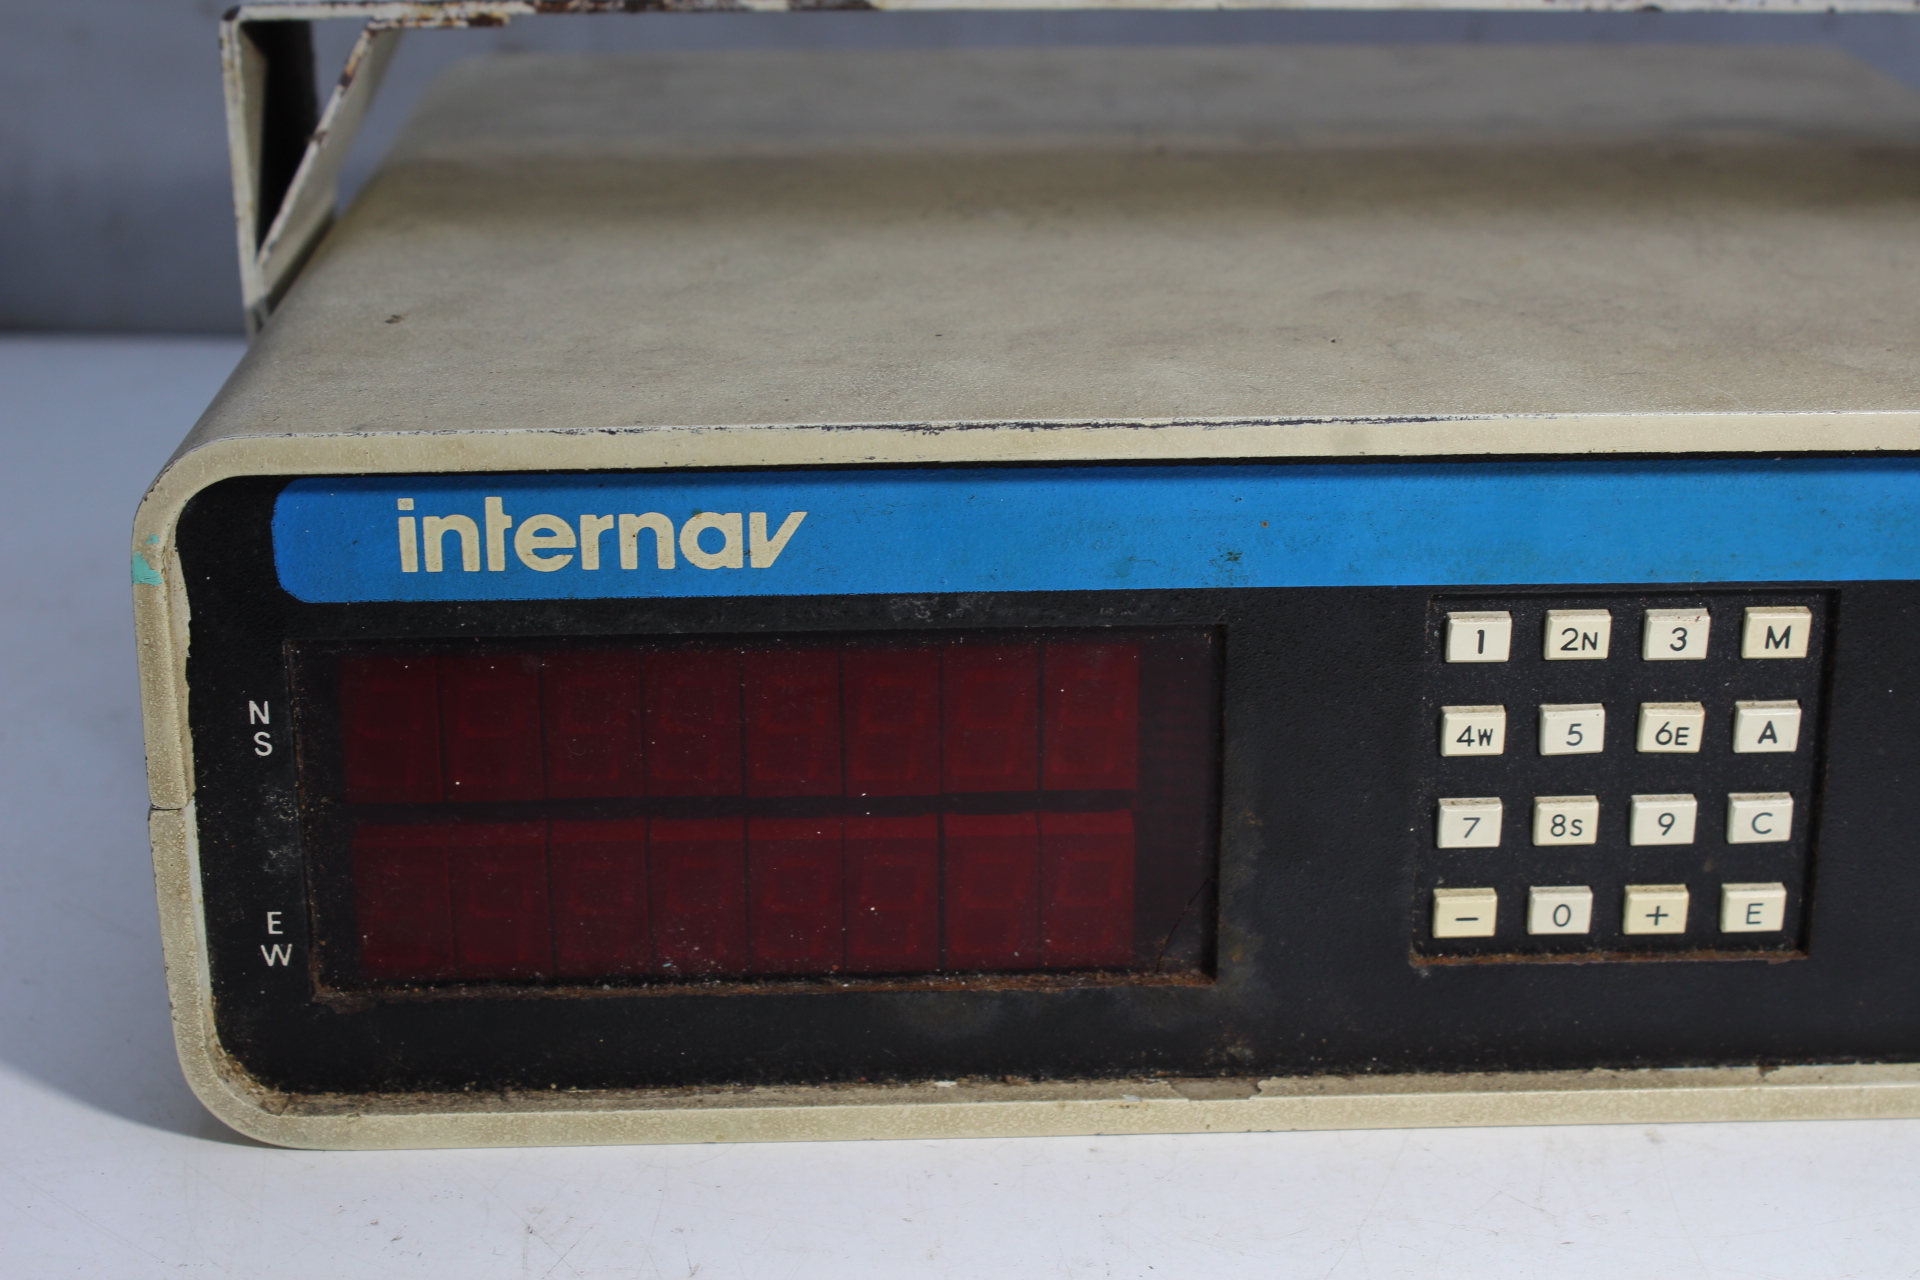 internav
N
S
E
W
1 2N 3 M
4W 5 6E A
7 8S 9 C
- 0 + E